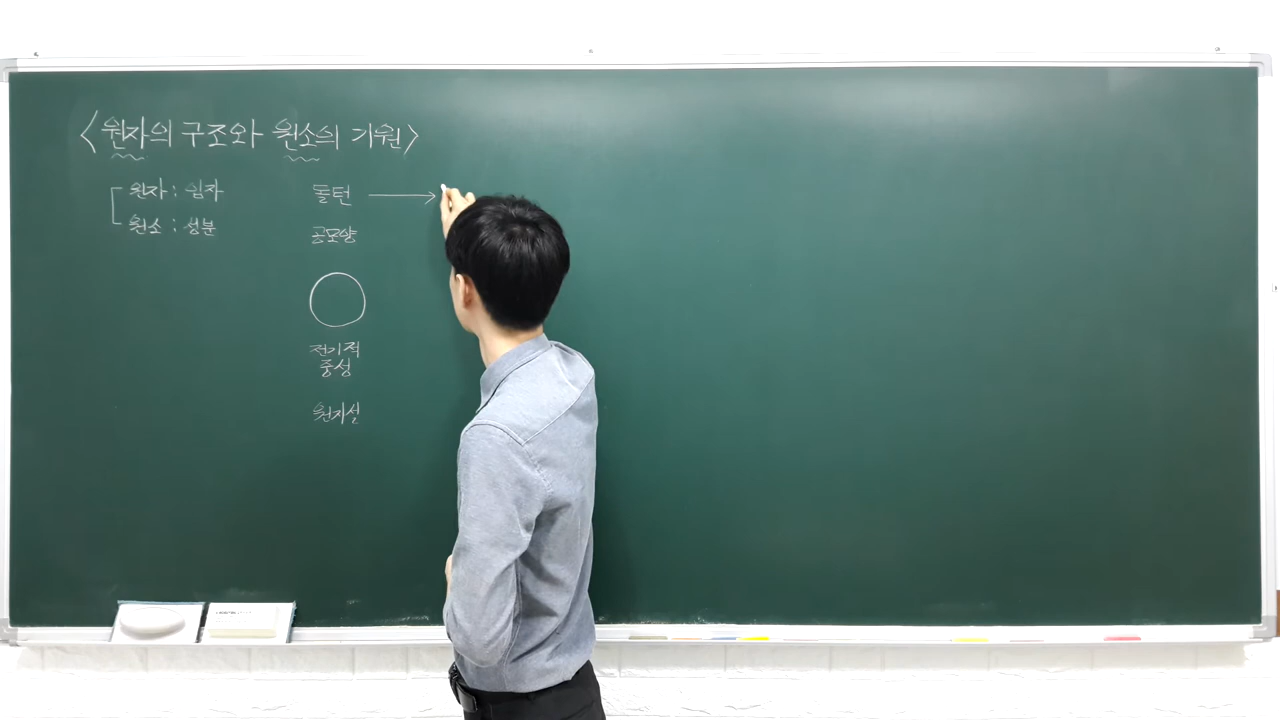 <원자의 구조와 원소의 기원>
원자 : 입자
원소 : 성분
돌턴 →
공모양
전기적
중성
원자설